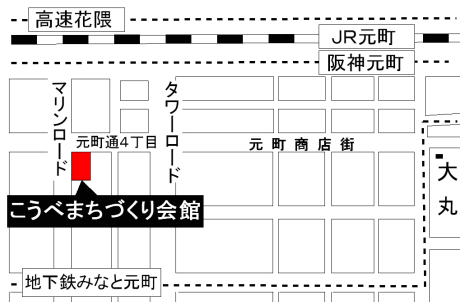 高速花隈
JR元町
阪神元町
マリンロード
タワーロード
元町通4丁目
元町商店街
大丸
こうべまちづくり会館
地下鉄みなと元町